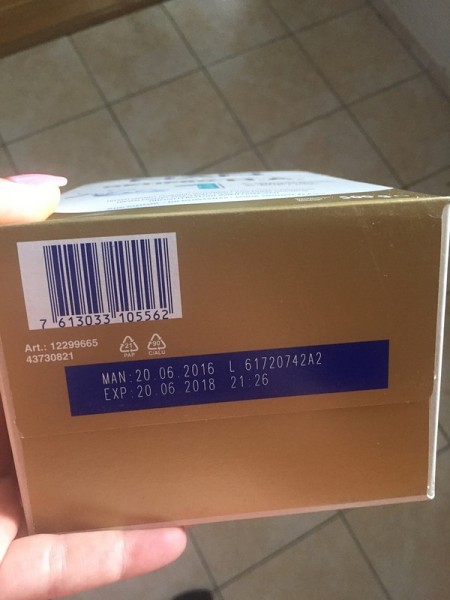 7 613033 105562
Art.: 12299665
43730821
21
PAP
90
C/ALU
MAN:20.06.2016 L 61720742A2
EXP:20.06.2018 21:26